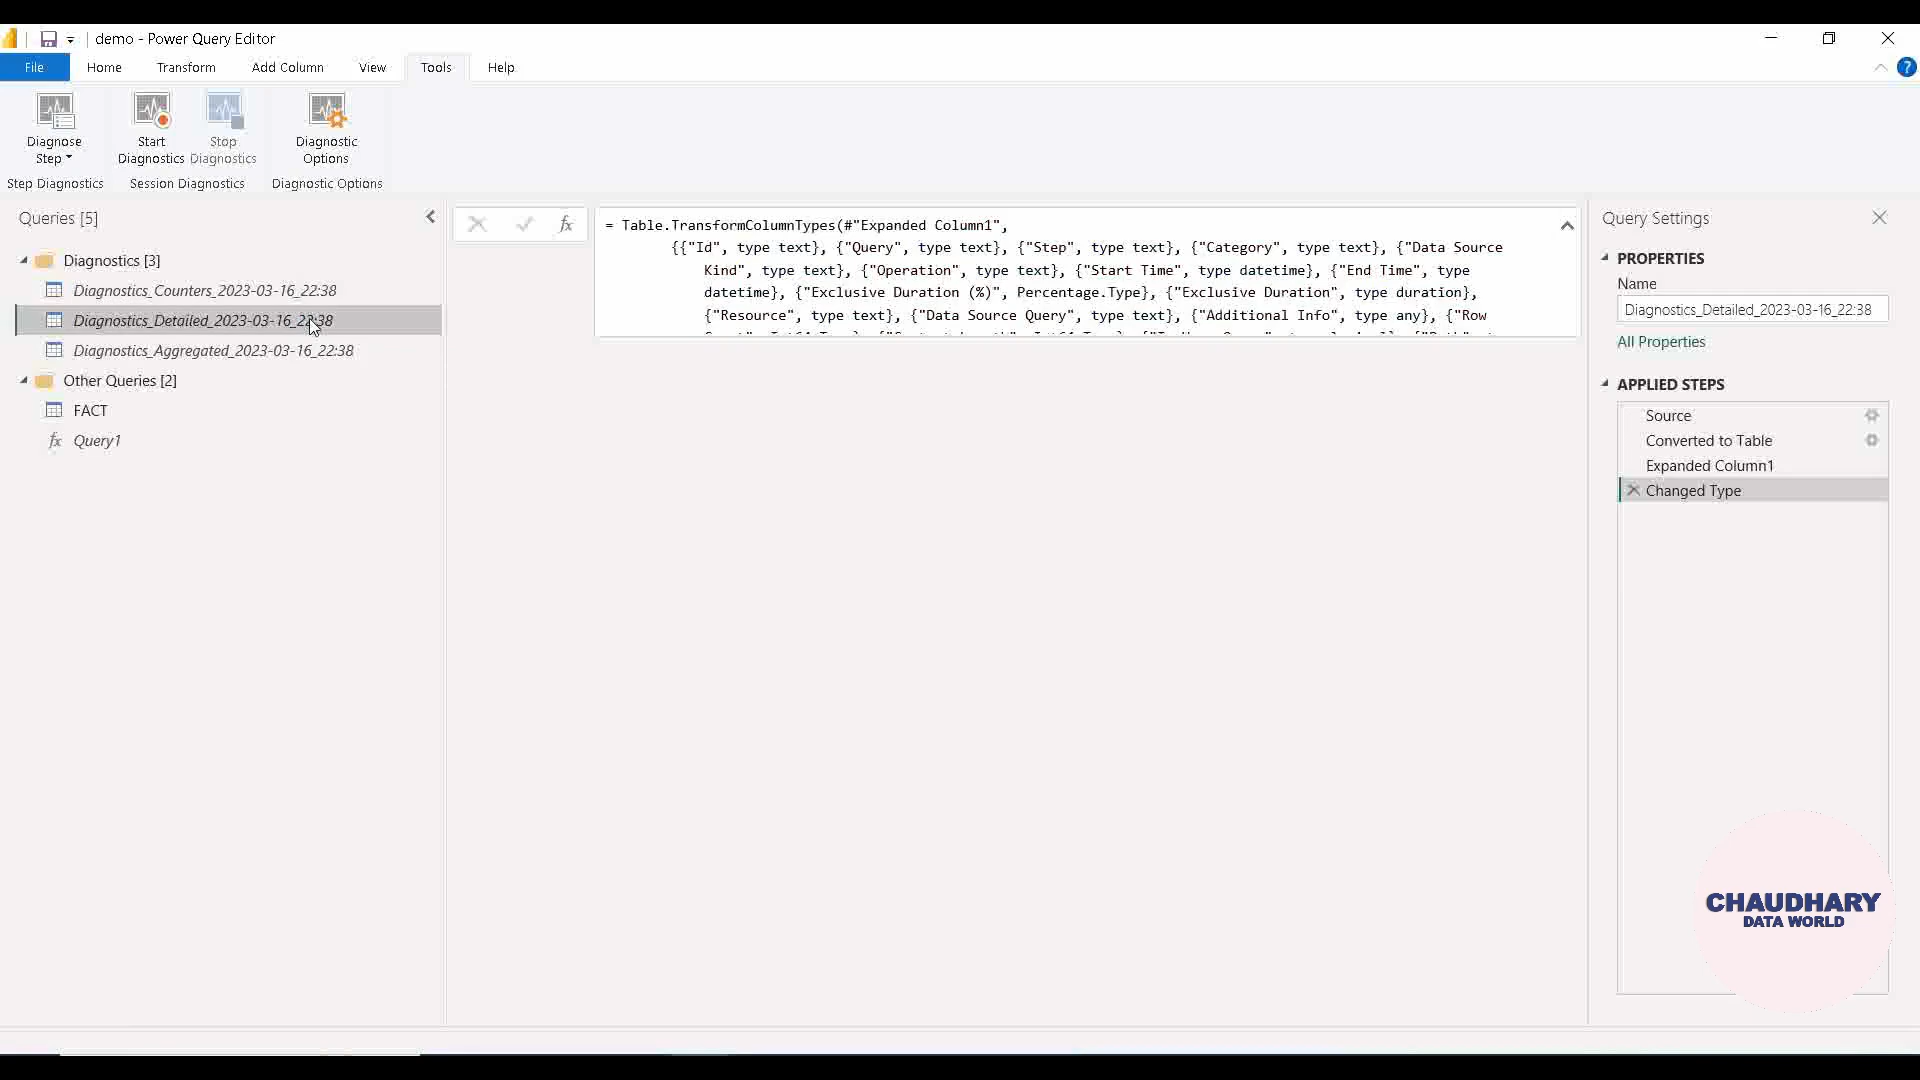 demo - Power Query Editor
File
Home
Transform
Add Column
View
Tools
Help
?
Diagnose
Step
Start
Diagnostics
Stop
Diagnostics
Diagnostic
Options
Step Diagnostics
Session Diagnostics
Diagnostic Options
Queries [5]
Diagnostics [3]
Diagnostics_Counters_2023-03-16_22:38
Diagnostics_Detailed_2023-03-16_22:38
Diagnostics_Aggregated_2023-03-16_22:38
Other Queries [2]
FACT
fx Query1
fx
= Table.TransformColumnTypes(#"Expanded Column1",
{{"Id", type text}, {"Query", type text}, {"Step", type text}, {"Category", type text}, {"Data Source
Kind", type text}, {"Operation", type text}, {"Start Time", type datetime}, {"End Time", type
datetime}, {"Exclusive Duration (%)", Percentage.Type}, {"Exclusive Duration", type duration},
{"Resource", type text}, {"Data Source Query", type text}, {"Additional Info", type any}, {"Row
Query Settings
PROPERTIES
Name
Diagnostics_Detailed_2023-03-16_22:38
All Properties
APPLIED STEPS
Source
Converted to Table
Expanded Column1
Changed Type
CHAUDHARY
DATA WORLD